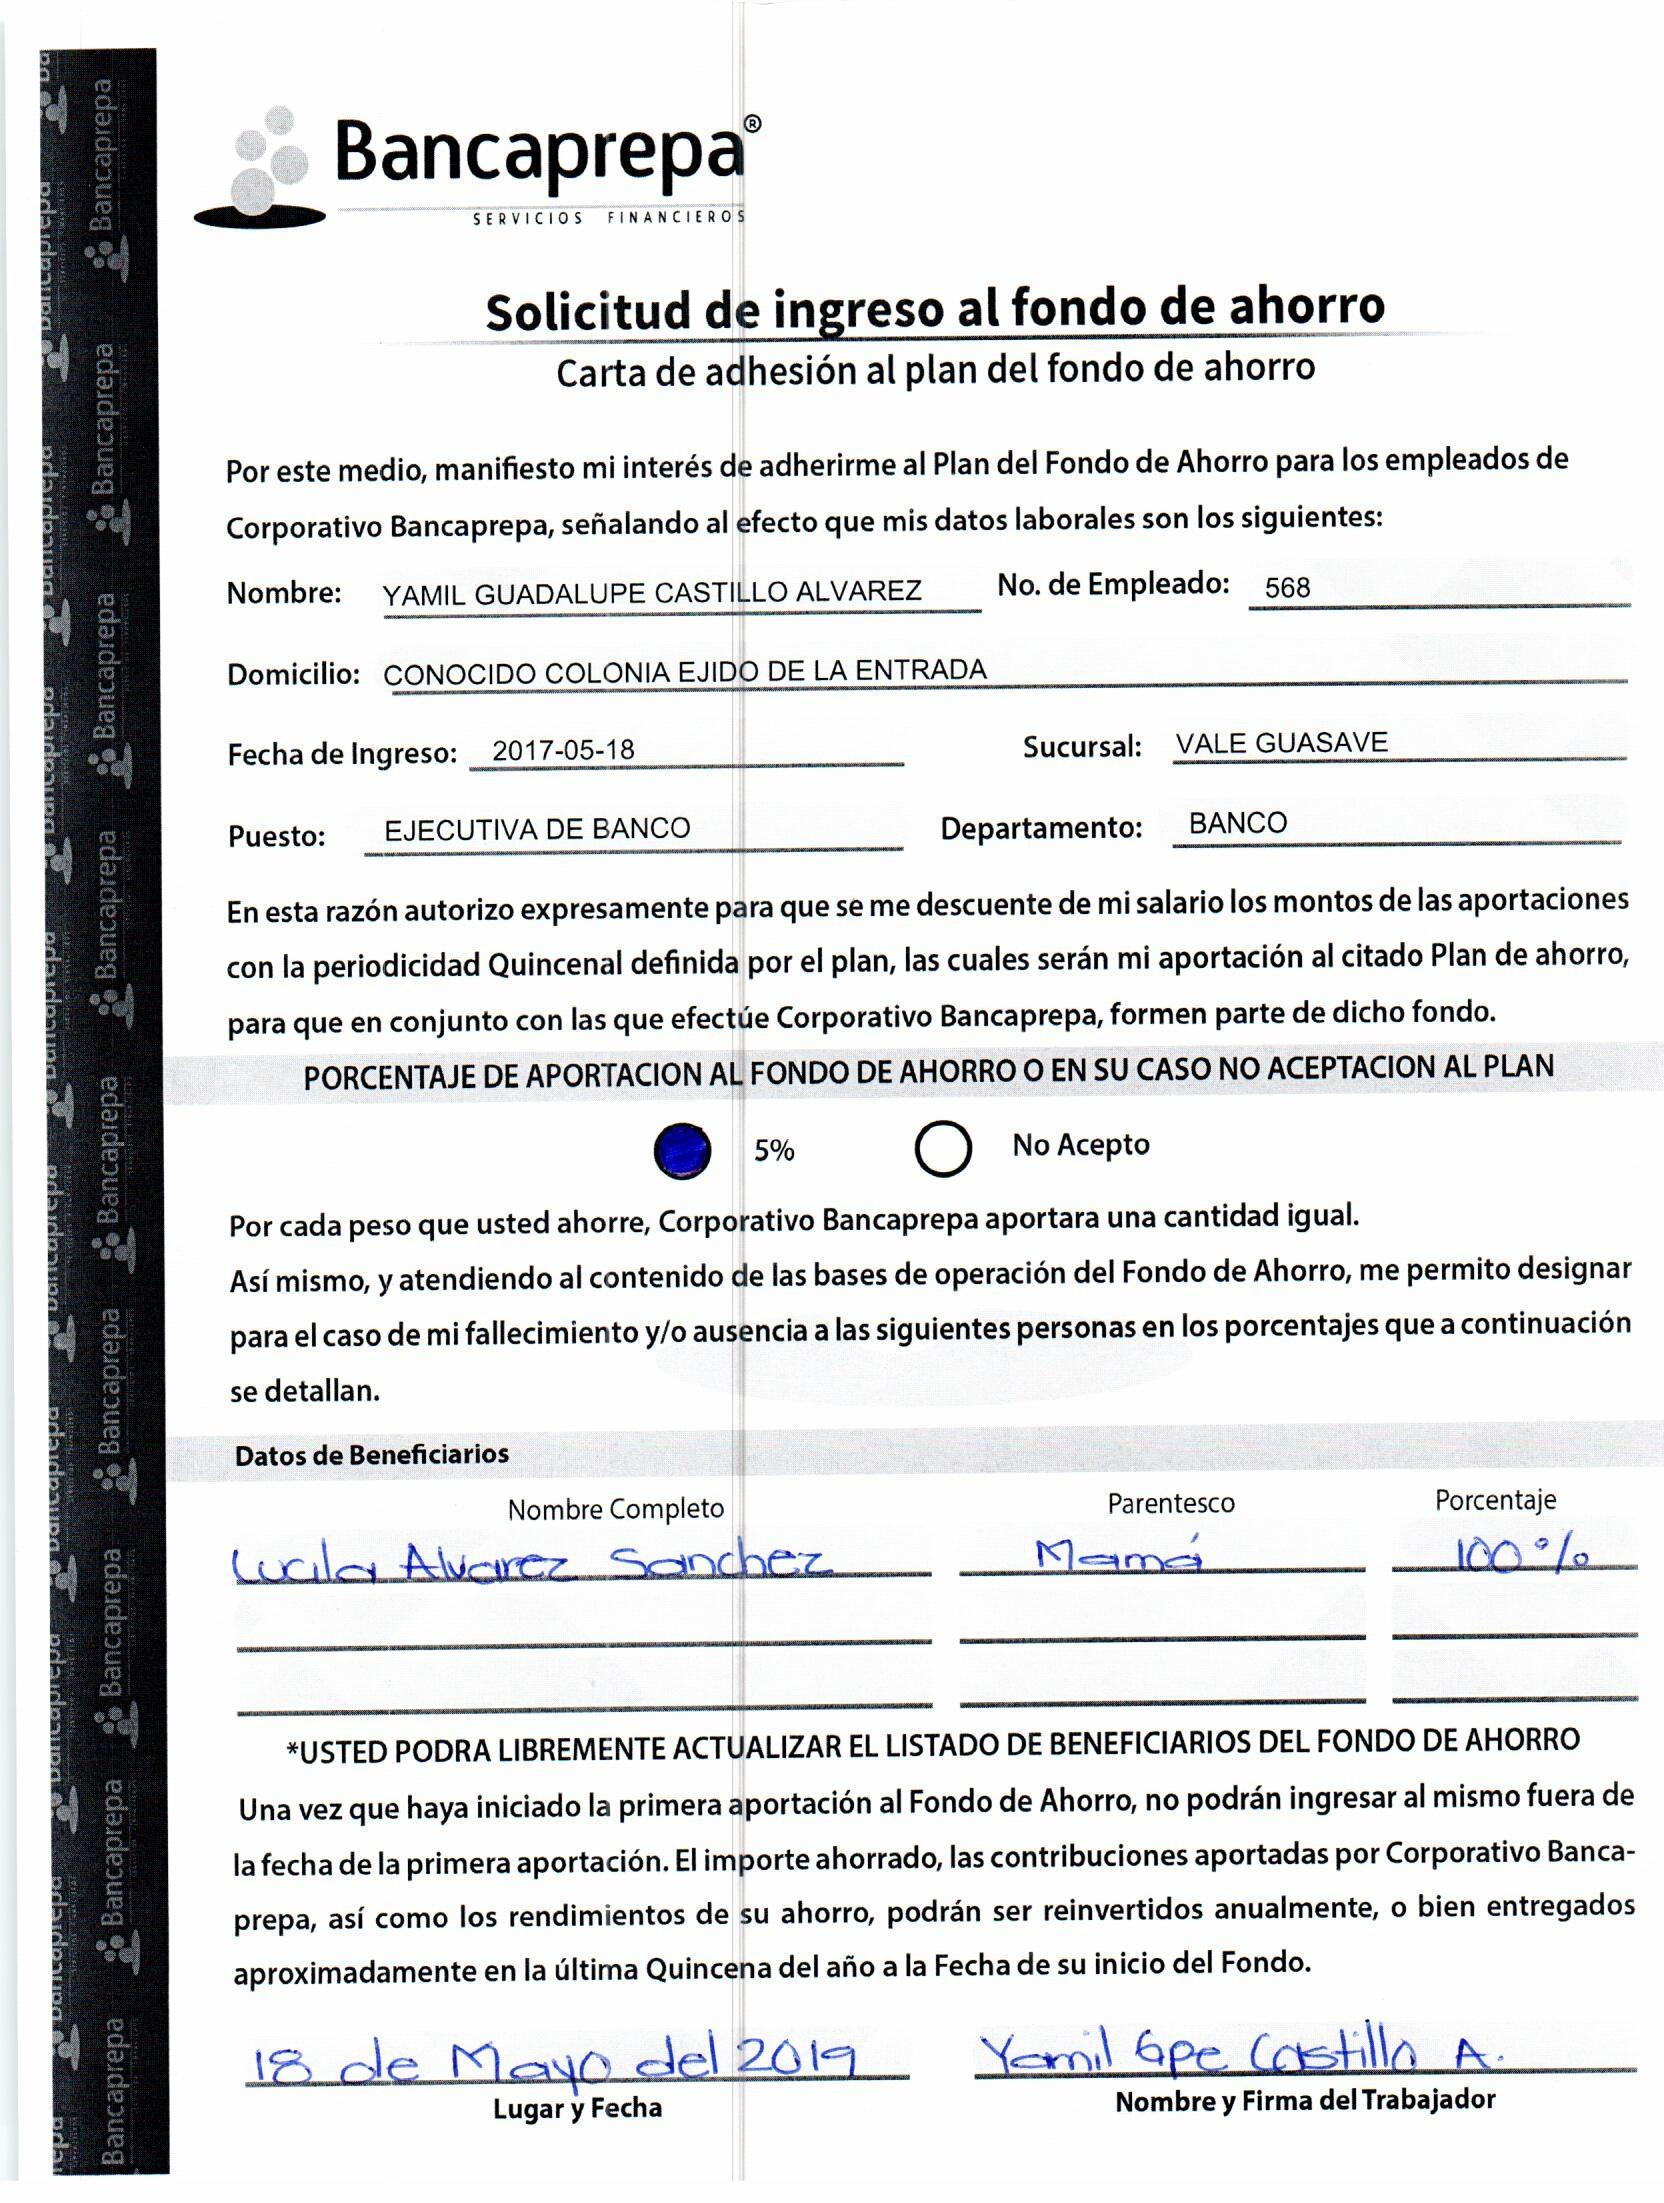 Bancaprepa®
SERVICIOS FINANCIEROS
Solicitud de ingreso al fondo de ahorro
Carta de adhesión al plan del fondo de ahorro
Por este medio, manifiesto mi interés de adherirme al Plan del Fondo de Ahorro para los empleados de
Corporativo Bancaprepa, señalando al efecto que mis datos laborales son los siguientes:
Nombre: YAMIL GUADALUPE CASTILLO ALVAREZ No. de Empleado: 568
Domicilio: CONOCIDO COLONIA EJIDO DE LA ENTRADA
Fecha de Ingreso: 2017-05-18 Sucursal: VALE GUASAVE
Puesto: EJECUTIVA DE BANCO Departamento: BANCO
En esta razón autorizo expresamente para que se me descuente de mi salario los montos de las aportaciones
con la periodicidad Quincenal definida por el plan, las cuales serán mi aportación al citado Plan de ahorro,
para que en conjunto con las que efectúe Corporativo Bancaprepa, formen parte de dicho fondo.
PORCENTAJE DE APORTACION AL FONDO DE AHORRO O EN SU CASO NO ACEPTACION AL PLAN
5% No Acepto
Por cada peso que usted ahorre, Corporativo Bancaprepa aportara una cantidad igual.
Así mismo, y atendiendo al contenido de las bases de operación del Fondo de Ahorro, me permito designar
para el caso de mi fallecimiento y/o ausencia a las siguientes personas en los porcentajes que a continuación
se detallan.
Datos de Beneficiarios
Nombre Completo Parentesco Porcentaje
Lucila Alvarez Sanchez Mamá 100%
*USTED PODRA LIBREMENTE ACTUALIZAR EL LISTADO DE BENEFICIARIOS DEL FONDO DE AHORRO
Una vez que haya iniciado la primera aportación al Fondo de Ahorro, no podrán ingresar al mismo fuera de
la fecha de la primera aportación. El importe ahorrado, las contribuciones aportadas por Corporativo Banca-
prepa, así como los rendimientos de su ahorro, podrán ser reinvertidos anualmente, o bien entregados
aproximadamente en la última Quincena del año a la Fecha de su inicio del Fondo.
18 de Mayo del 2019 Yamil Gpe Castillo A.
Lugar y Fecha Nombre y Firma del Trabajador